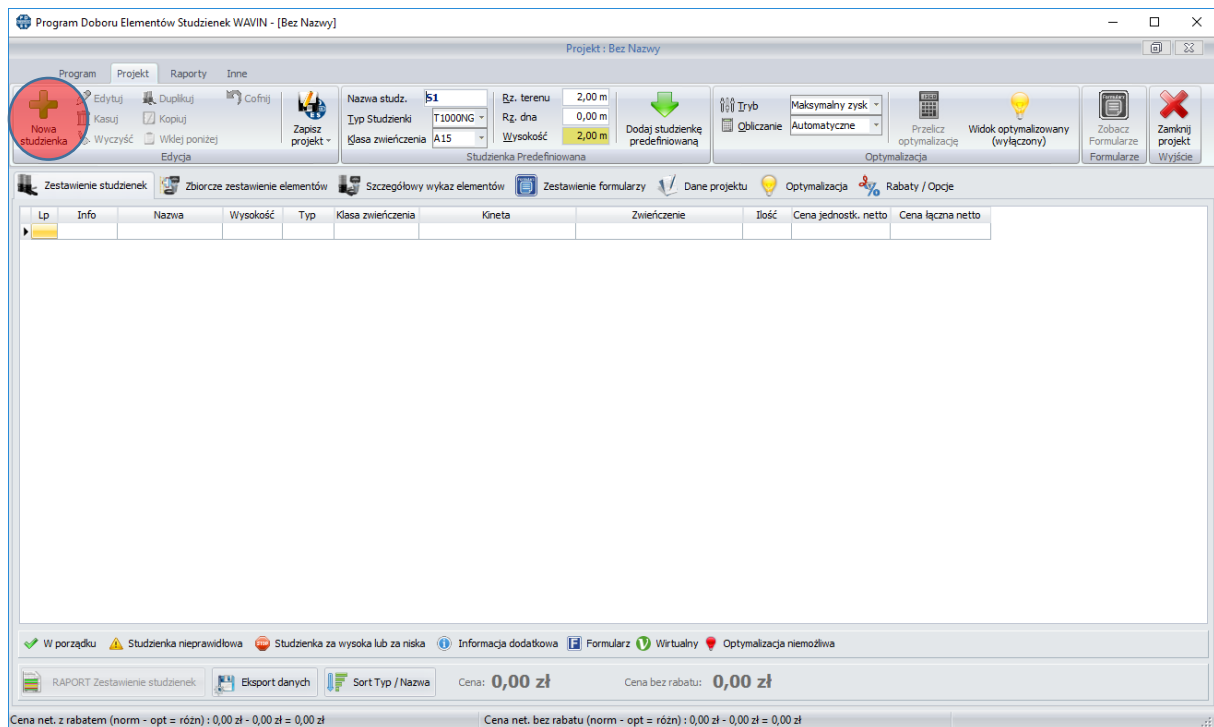 Program Doboru Elementów Studzienek WAVIN - [Bez Nazwy]
Projekt : Bez Nazwy
Program Projekt Raporty Inne
Nowa studzienka
Edytuj Duplikuj Cofnij
Kasuj Kopiuj
Wyczyść Wklej poniżej
Edycja
Zapisz projekt
Nazwa studz. S1 Rz. terenu 2,00 m
Typ Studzienki T1000NG Rz. dna 0,00 m
Klasa zwieńczenia A15 Wysokość 2,00 m
Dodaj studzienkę predefiniowaną
Studzienka Predefiniowana
Tryb Maksymalny zysk
Obliczanie Automatyczne
Przelicz optymalizację
Widok optymalizowany (wyłączony)
Optymalizacja
Zobacz Formularze
Formularze
Zamknij projekt
Wyjście
Zestawienie studzienek Zbiorcze zestawienie elementów Szczegółowy wykaz elementów Zestawienie formularzy Dane projektu Optymalizacja Rabaty / Opcje
Lp Info Nazwa Wysokość Typ Klasa zwieńczenia Kineta Zwieńczenie Ilość Cena jednostk. netto Cena łączna netto
W porządku Studzienka nieprawidłowa STOP Studzienka za wysoka lub za niska Informacja dodatkowa F Formularz V Wirtualny Optymalizacja niemożliwa
RAPORT Zestawienie studzienek Eksport danych Sort Typ / Nazwa Cena: 0,00 zł Cena bez rabatu: 0,00 zł
Cena net. z rabatem (norm - opt = różn) : 0,00 zł - 0,00 zł = 0,00 zł Cena net. bez rabatu (norm - opt = różn) : 0,00 zł - 0,00 zł = 0,00 zł